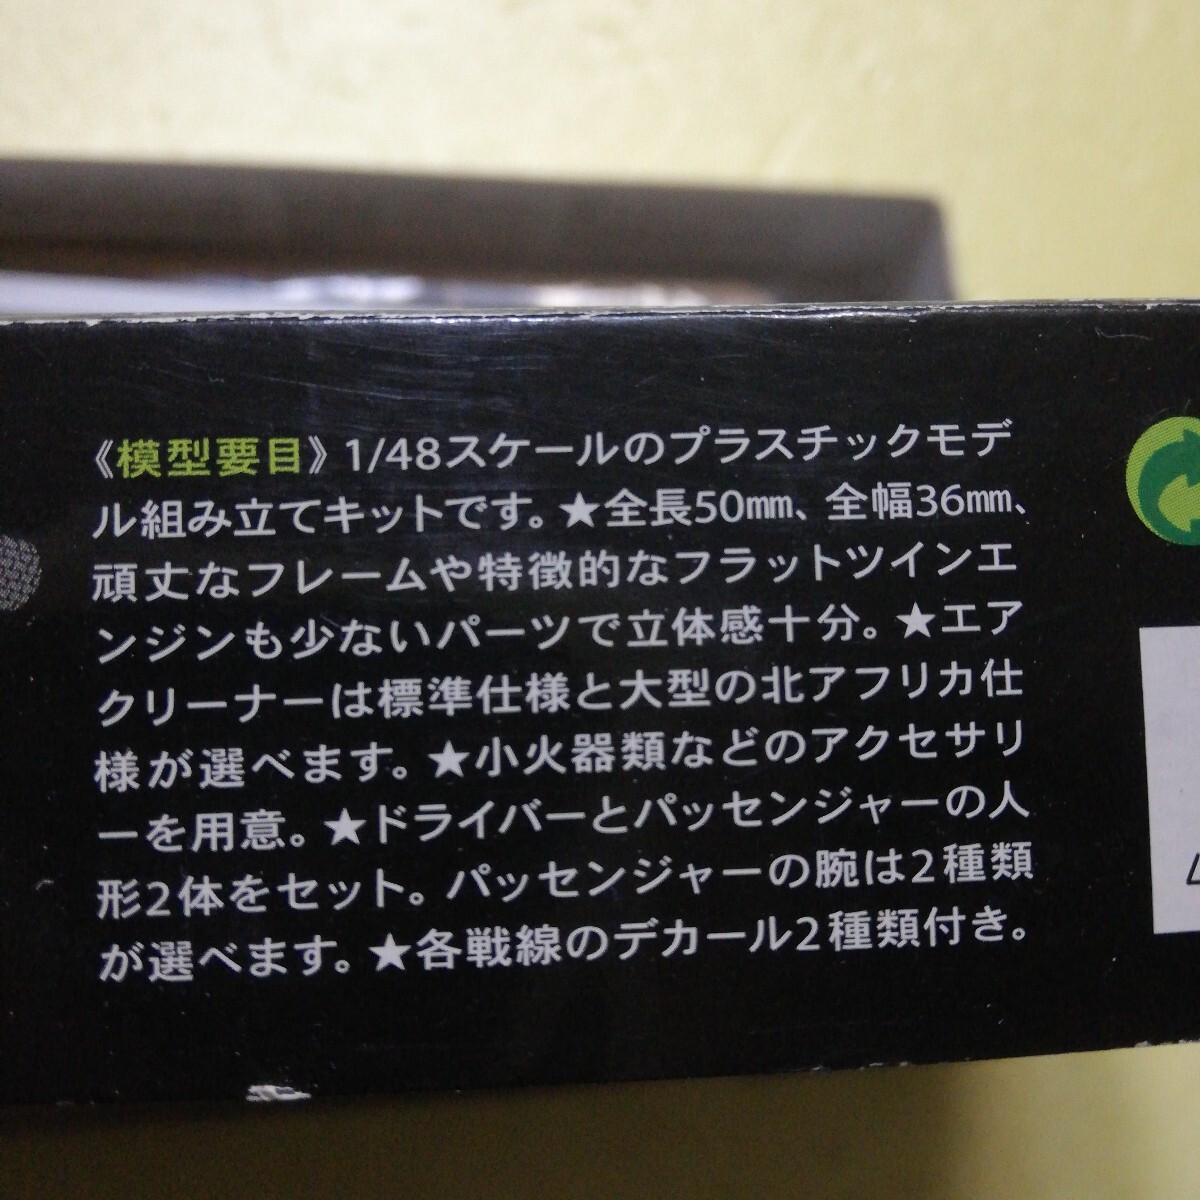 《模型要目》1/48スケールのプラスチックモデ
ル組み立てキットです。★全長50mm、全幅36mm、
頑丈なフレームや特徴的なフラットツインエ
ンジンも少ないパーツで立体感十分。★エア
クリーナーは標準仕様と大型の北アフリカ仕
様が選べます。★小火器類などのアクセサリ
ーを用意。★ドライバーとパッセンジャーの人
形2体をセット。パッセンジャーの腕は2種類
が選べます。★各戦線のデカール2種類付き。